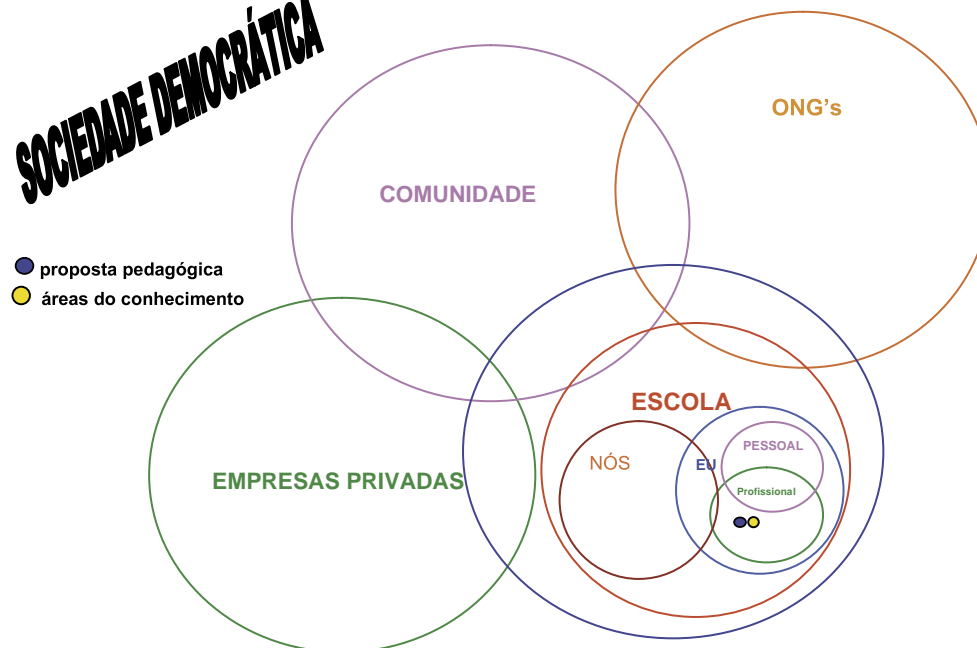 SOCIEDADE DEMOCRÁTICA
ONG's
COMUNIDADE
proposta pedagógica
áreas do conhecimento
ESCOLA
EMPRESAS PRIVADAS
NÓS
EU
PESSOAL
Profissional